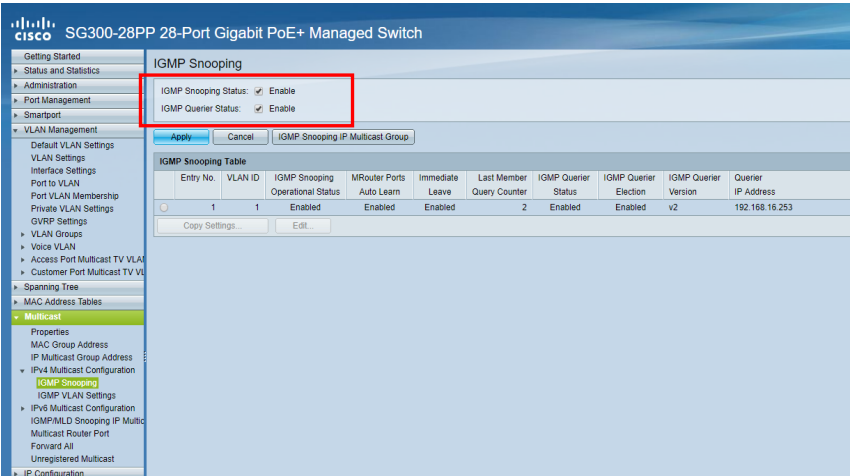 CISCO SG300-28PP 28-Port Gigabit PoE+ Managed Switch
Getting Started
Status and Statistics
Administration
Port Management
Smartport
VLAN Management
Default VLAN Settings
VLAN Settings
Interface Settings
Port to VLAN
Port VLAN Membership
Private VLAN Settings
GVRP Settings
VLAN Groups
Voice VLAN
Access Port Multicast TV VLA
Customer Port Multicast TV VL
Spanning Tree
MAC Address Tables
Multicast
Properties
MAC Group Address
IP Multicast Group Address
IPv4 Multicast Configuration
IGMP Snooping
IGMP VLAN Settings
IPv6 Multicast Configuration
IGMP/MLD Snooping IP Multic
Multicast Router Port
Forward All
Unregistered Multicast
IP Configuration
IGMP Snooping
IGMP Snooping Status: Enable
IGMP Querier Status: Enable
Apply Cancel IGMP Snooping IP Multicast Group
IGMP Snooping Table
Entry No. VLAN ID IGMP Snooping MRouter Ports Immediate Last Member IGMP Querier IGMP Querier IGMP Querier Querier
Operational Status Auto Learn Leave Query Counter Status Election Version IP Address
1 1 Enabled Enabled Enabled 2 Enabled Enabled v2 192.168.16.253
Copy Settings... Edit...